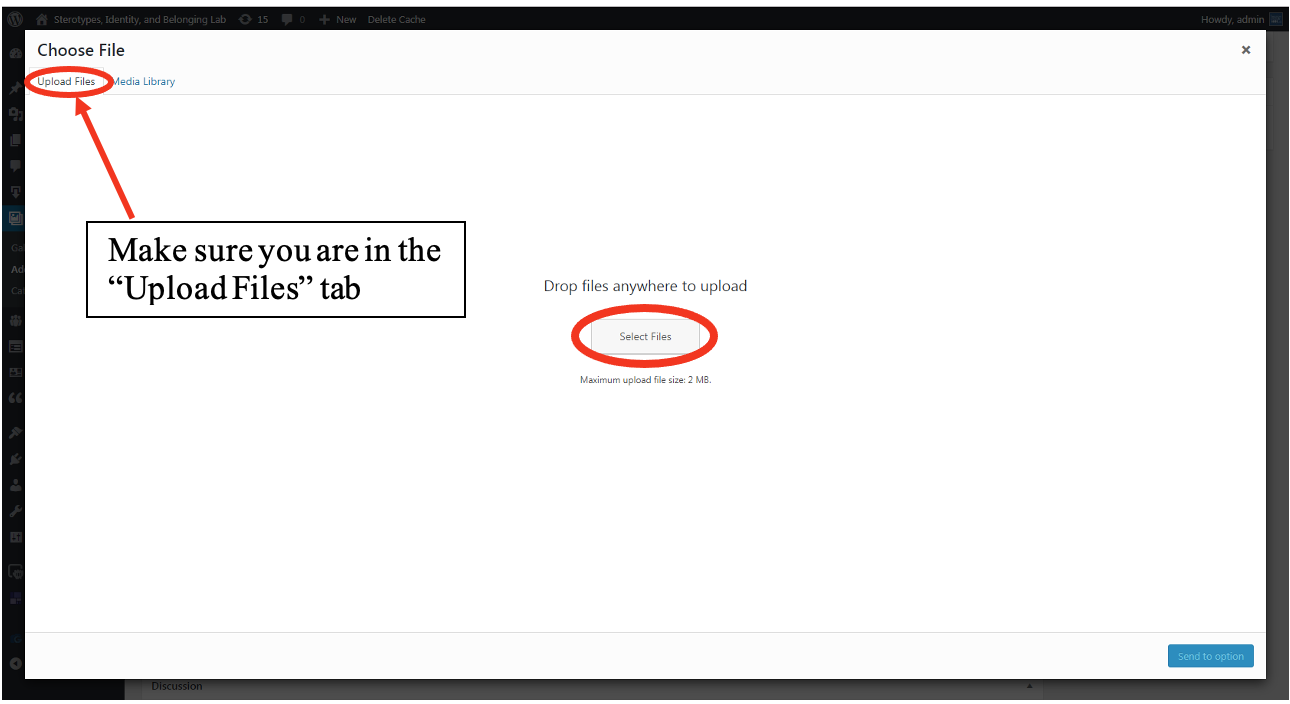 Sterotypes, Identity, and Belonging Lab 15 0 New Delete Cache Howdy, admin
Choose File
Upload Files Media Library
Make sure you are in the
“Upload Files” tab
Drop files anywhere to upload
Select Files
Maximum upload file size: 2 MB.
Send to option
Discussion